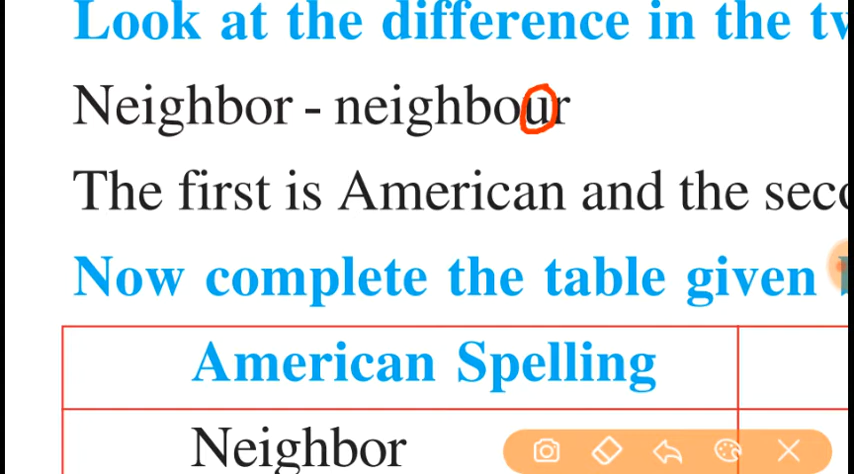 Look at the difference in the
Neighbor - neighbour
The first is American and the
Now complete the table given
American Spelling
Neighbor